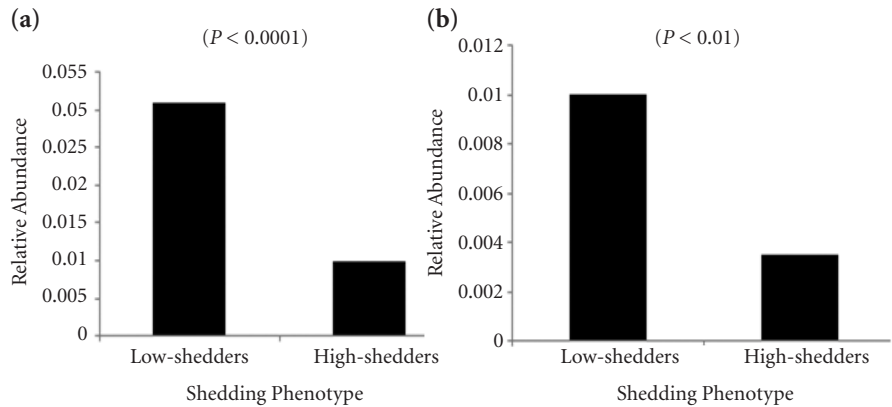 (a)
(P < 0.0001)
Relative Abundance
0.055
0.05
0.025
0.02
0.015
0.01
0.005
0
Low-shedders
High-shedders
Shedding Phenotype
(b)
(P < 0.01)
Relative Abundance
0.012
0.01
0.008
0.006
0.004
0.002
0
Low-shedders
High-shedders
Shedding Phenotype